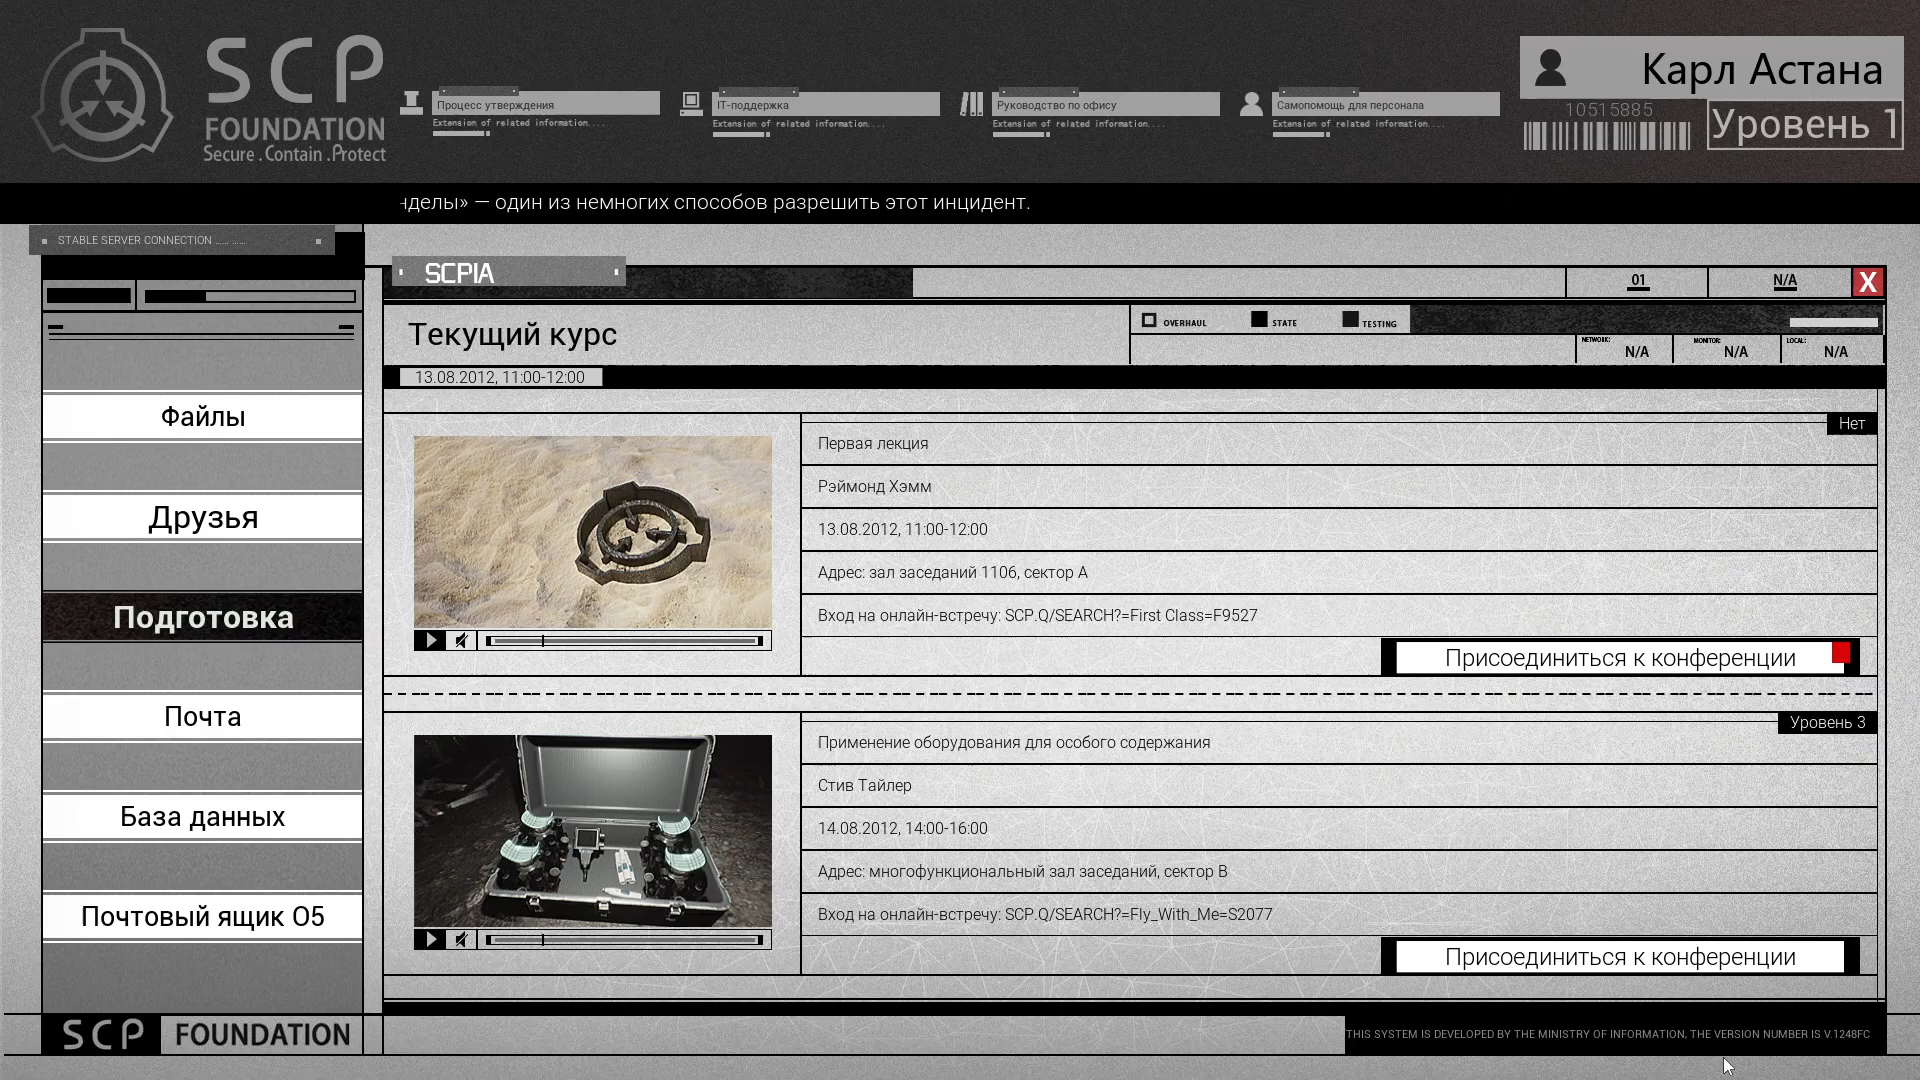 SCP
FOUNDATION
Secure . Contain . Protect
Процесс утверждения
Extension of related information....
IT-поддержка
Extension of related information....
Руководство по офису
Extension of related information....
Самопомощь для персонала
Extension of related information....
Карл Астана
10515885
Уровень 1
нделы» — один из немногих способов разрешить этот инцидент.
STABLE SERVER CONNECTION ...... ......
SCPIA
01
N/A
X
Текущий курс
OVERHAUL
STATE
TESTING
NETWORK:
N/A
MONITOR:
N/A
LOCAL:
N/A
13.08.2012, 11:00-12:00
Файлы
Друзья
Подготовка
Почта
База данных
Почтовый ящик O5
Нет
Первая лекция
Рэймонд Хэмм
13.08.2012, 11:00-12:00
Адрес: зал заседаний 1106, сектор A
Вход на онлайн-встречу: SCP.Q/SEARCH?=First Class=F9527
Присоединиться к конференции
Уровень 3
Применение оборудования для особого содержания
Стив Тайлер
14.08.2012, 14:00-16:00
Адрес: многофункциональный зал заседаний, сектор B
Вход на онлайн-встречу: SCP.Q/SEARCH?=Fly_With_Me=S2077
Присоединиться к конференции
SCP FOUNDATION
THIS SYSTEM IS DEVELOPED BY THE MINISTRY OF INFORMATION, THE VERSION NUMBER IS V.1248FC